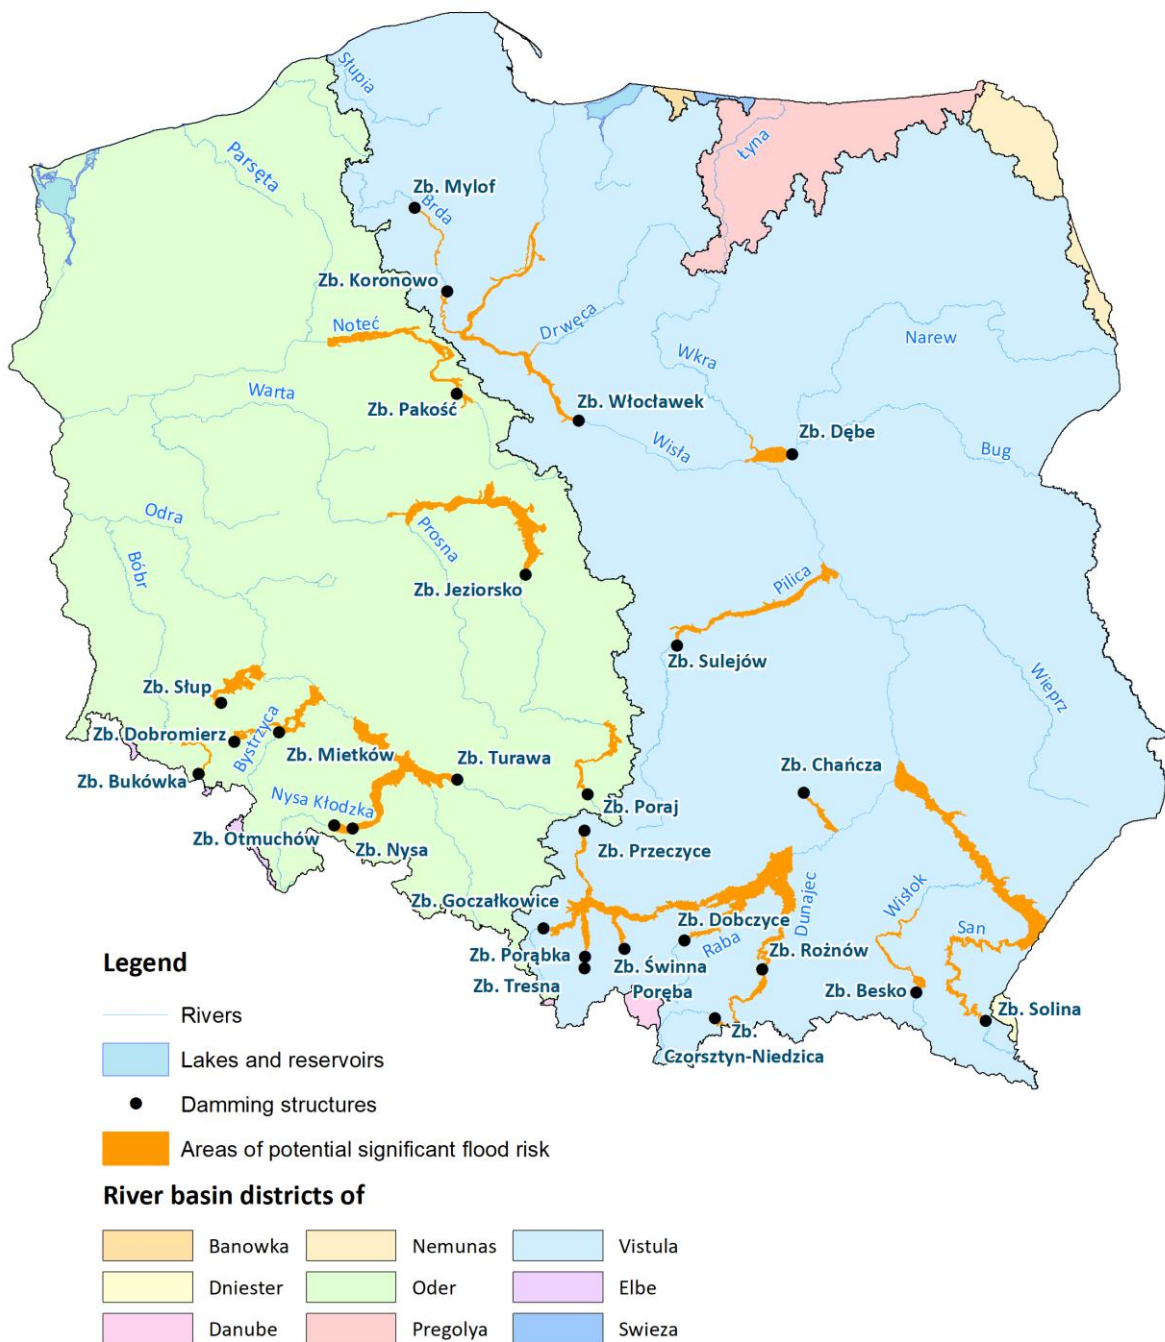 Słupia
Łyna
Parsęta
Zb. Mylof
Brda
Zb. Koronowo
Noteć
Drwęca
Narew
Wkra
Warta
Zb. Pakość
Zb. Włocławek
Zb. Dębe
Wisła
Bug
Odra
Prosna
Bóbr
Zb. Jeziorsko
Pilica
Zb. Sulejów
Wieprz
Zb. Słup
Zb. Dobromierz
Bystrzyca
Zb. Mietków
Zb. Turawa
Zb. Bukówka
Zb. Chańcza
Nysa Kłodzka
Zb. Poraj
Zb. Otmuchów
Zb. Nysa
Zb. Przeczyce
Wisłok
Dunajec
Zb. Goczałkowice
Zb. Dobczyce
San
Raba
Zb. Porąbka
Zb. Świnna
Poręba
Zb. Rożnów
Zb. Tresna
Zb. Besko
Zb. Solina
Zb.
Czorsztyn-Niedzica
Legend
Rivers
Lakes and reservoirs
Damming structures
Areas of potential significant flood risk
River basin districts of
Banowka
Nemunas
Vistula
Dniester
Oder
Elbe
Danube
Pregolya
Swieza